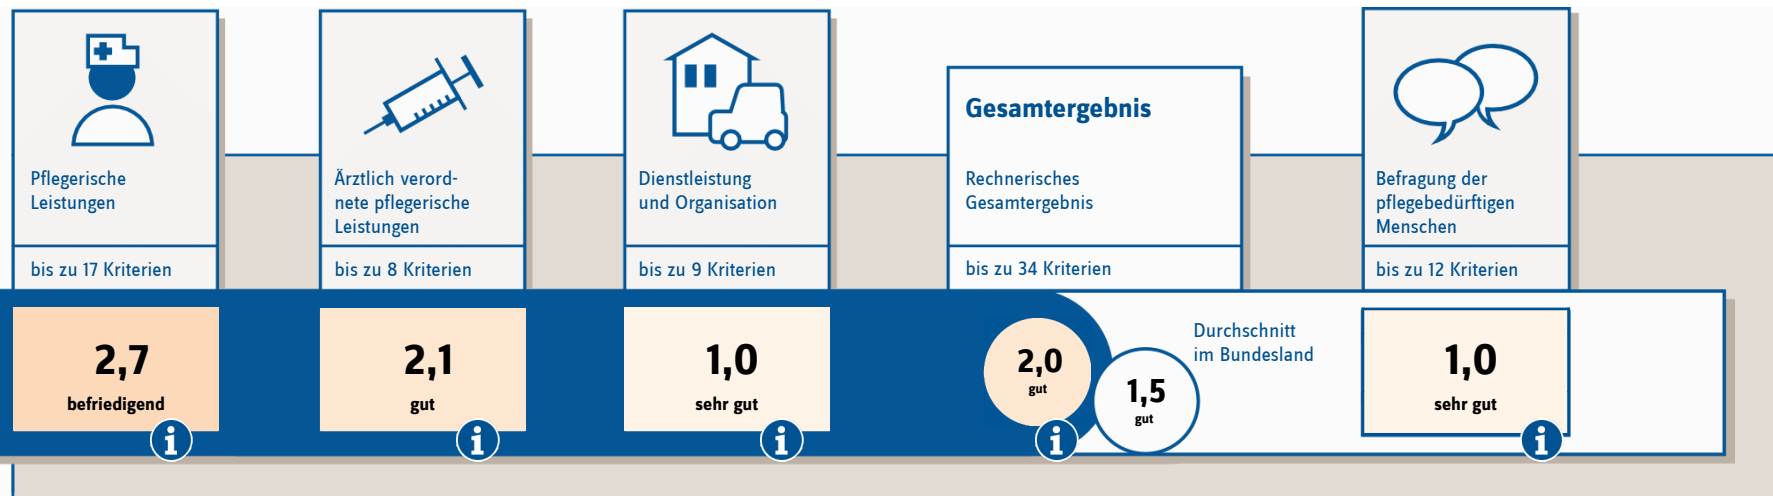 Pflegerische
Leistungen
bis zu 17 Kriterien
2,7
befriedigend
i
Ärztlich verord-
nete pflegerische
Leistungen
bis zu 8 Kriterien
2,1
gut
i
Dienstleistung
und Organisation
bis zu 9 Kriterien
1,0
sehr gut
i
Gesamtergebnis
Rechnerisches
Gesamtergebnis
bis zu 34 Kriterien
2,0
gut
i
1,5
gut
Durchschnitt
im Bundesland
Befragung der
pflegebedürftigen
Menschen
bis zu 12 Kriterien
1,0
sehr gut
i